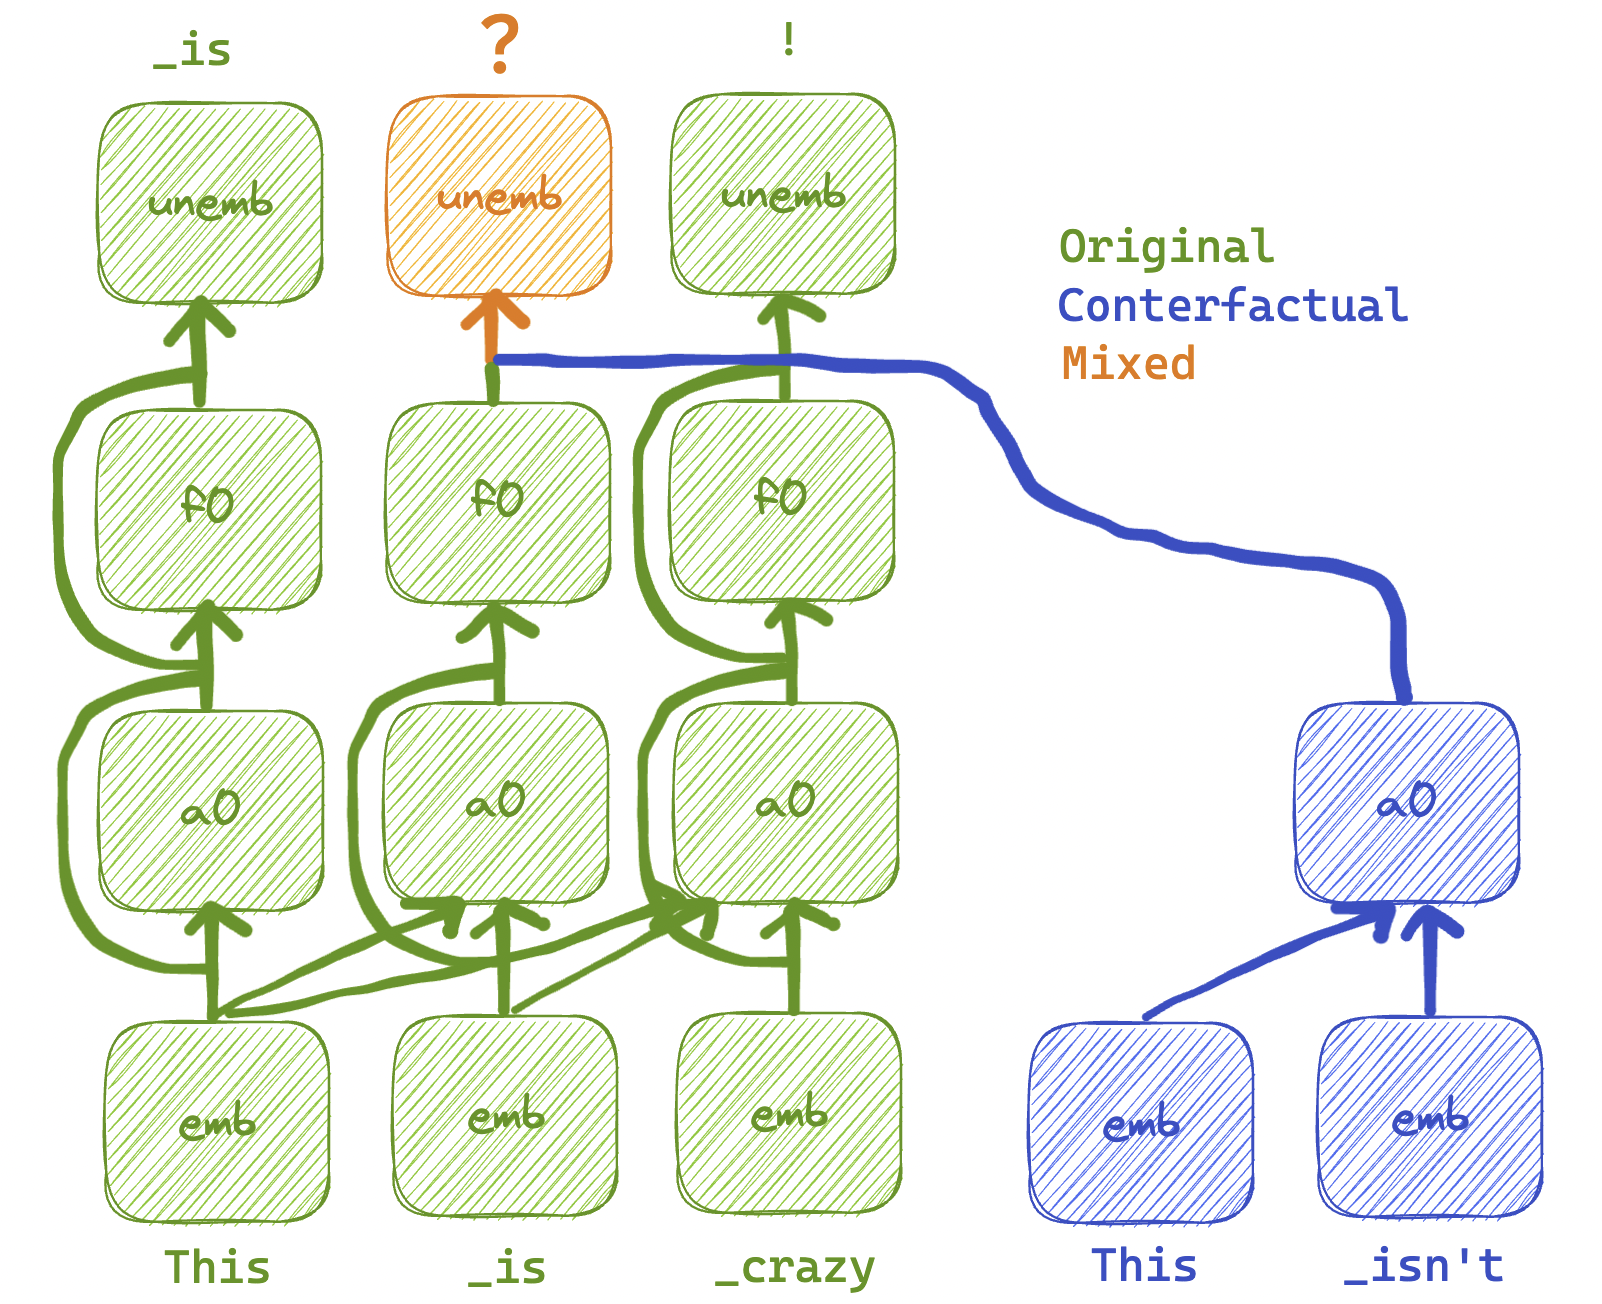 _is ? !
unemb unemb unemb
Original
Conterfactual
Mixed
f0 f0 f0
a0 a0 a0 a0
emb emb emb emb emb
This _is _crazy This _isn't